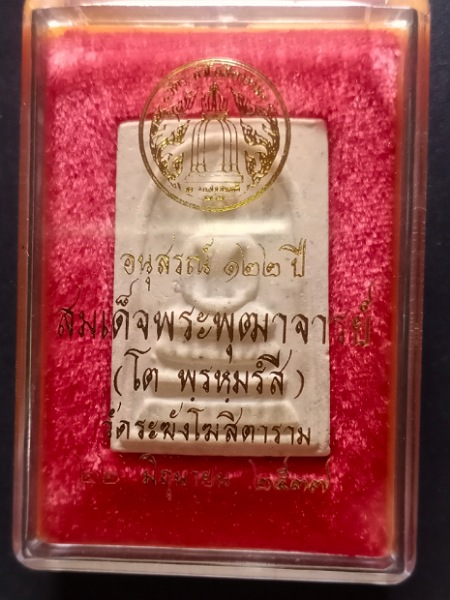 อนุสรณ์ ๑๒๒ ปี
สมเด็จพระพุฒาจารย์
(โต พฺรหฺมรํสี)
วัดระฆังโฆสิตาราม
๒๒ มิถุนายน ๒๕๓๗